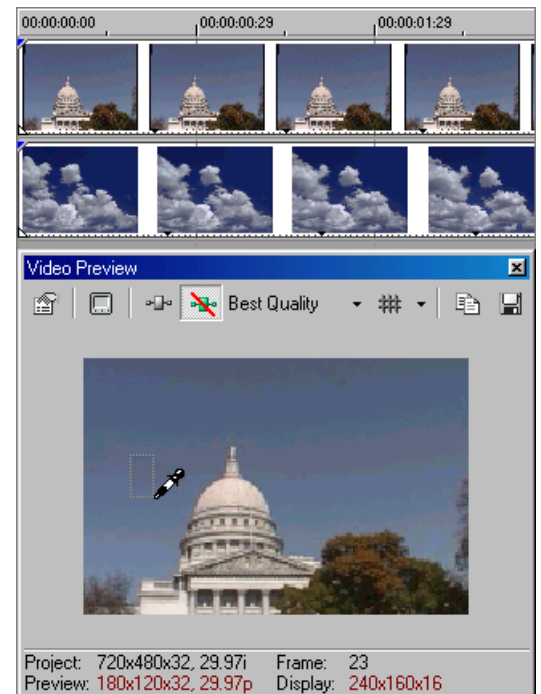 00:00:00:00 00:00:00:29 00:00:01:29
Video Preview
Best Quality
Project: 720x480x32, 29.97i Frame: 23
Preview: 180x120x32, 29.97p Display: 240x160x16